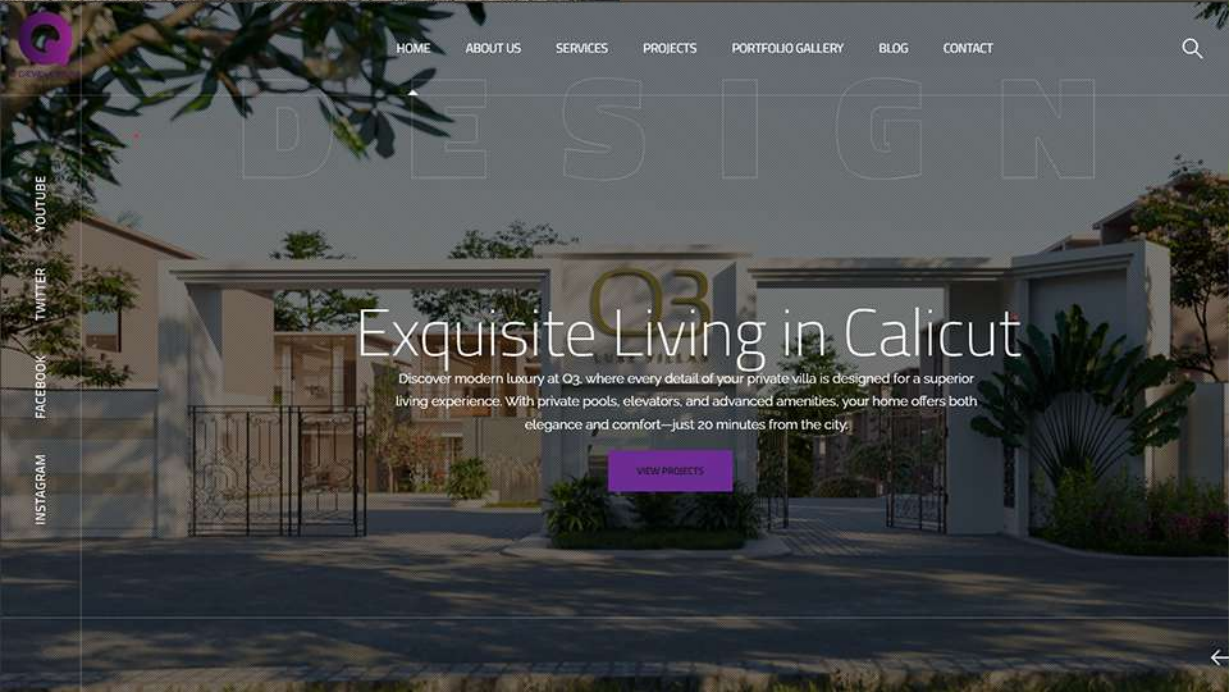 HOME ABOUT US SERVICES PROJECTS PORTFOLIO GALLERY BLOG CONTACT
DESIGN
YOUTUBE
TWITTER
FACEBOOK
INSTAGRAM
Q3
Exquisite Living in Calicut
Discover modern luxury at Q3, where every detail of your private villa is designed for a superior
living experience. With private pools, elevators, and advanced amenities, your home offers both
elegance and comfort—just 20 minutes from the city.
VIEW PROJECTS